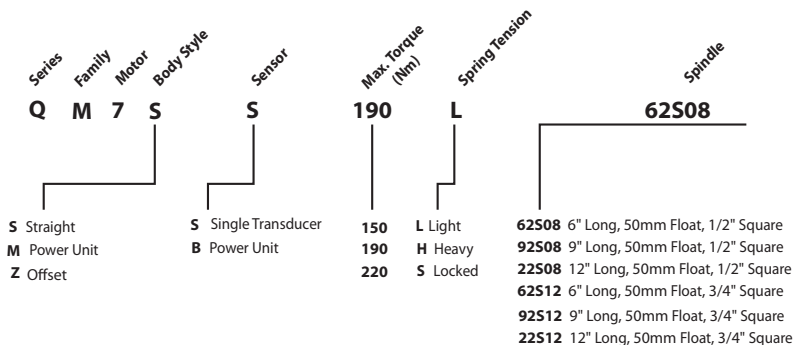 Series Family Motor Body Style Sensor Max. Torque (Nm) Spring Tension Spindle
Q M 7 S S 190 L 62S08
S Straight
M Power Unit
Z Offset
S Single Transducer
B Power Unit
150
190
220
L Light
H Heavy
S Locked
62S08 6" Long, 50mm Float, 1/2" Square
92S08 9" Long, 50mm Float, 1/2" Square
22S08 12" Long, 50mm Float, 1/2" Square
62S12 6" Long, 50mm Float, 3/4" Square
92S12 9" Long, 50mm Float, 3/4" Square
22S12 12" Long, 50mm Float, 3/4" Square